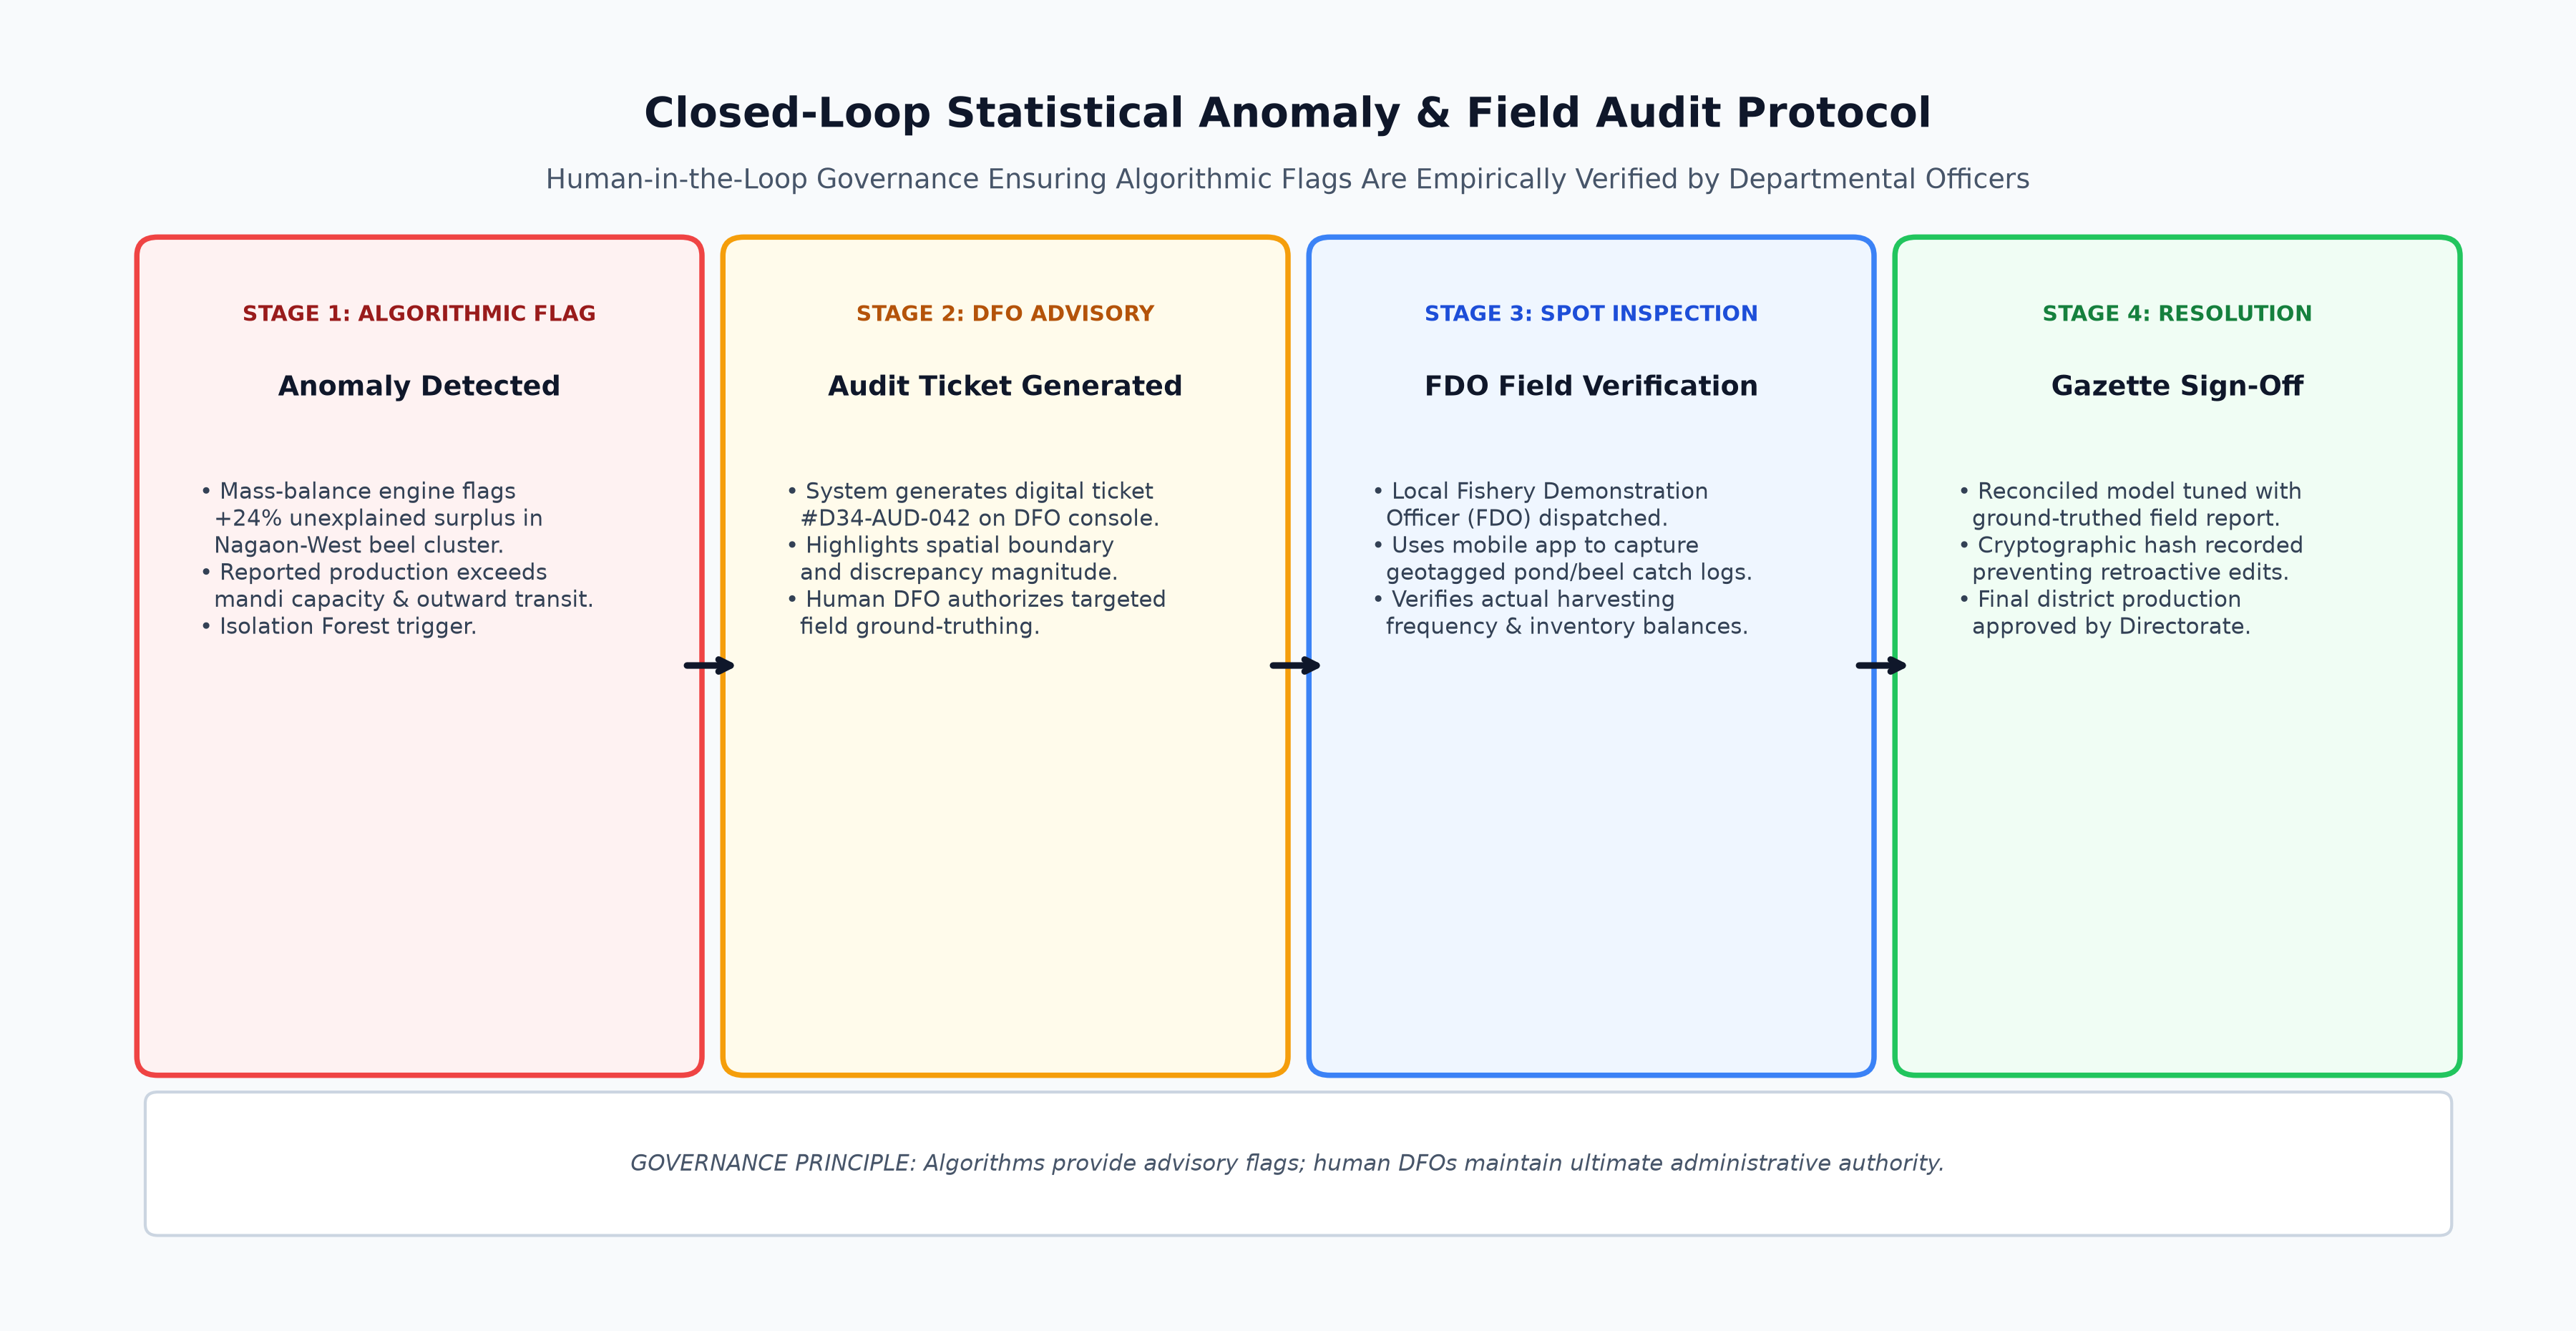 Closed-Loop Statistical Anomaly & Field Audit Protocol
Human-in-the-Loop Governance Ensuring Algorithmic Flags Are Empirically Verified by Departmental Officers
STAGE 1: ALGORITHMIC FLAG
Anomaly Detected
• Mass-balance engine flags
+24% unexplained surplus in
Nagaon-West beel cluster.
• Reported production exceeds
mandi capacity & outward transit.
• Isolation Forest trigger.
STAGE 2: DFO ADVISORY
Audit Ticket Generated
• System generates digital ticket
#D34-AUD-042 on DFO console.
• Highlights spatial boundary
and discrepancy magnitude.
• Human DFO authorizes targeted
field ground-truthing.
STAGE 3: SPOT INSPECTION
FDO Field Verification
• Local Fishery Demonstration
Officer (FDO) dispatched.
• Uses mobile app to capture
geotagged pond/beel catch logs.
• Verifies actual harvesting
frequency & inventory balances.
STAGE 4: RESOLUTION
Gazette Sign-Off
• Reconciled model tuned with
ground-truthed field report.
• Cryptographic hash recorded
preventing retroactive edits.
• Final district production
approved by Directorate.
GOVERNANCE PRINCIPLE: Algorithms provide advisory flags; human DFOs maintain ultimate administrative authority.